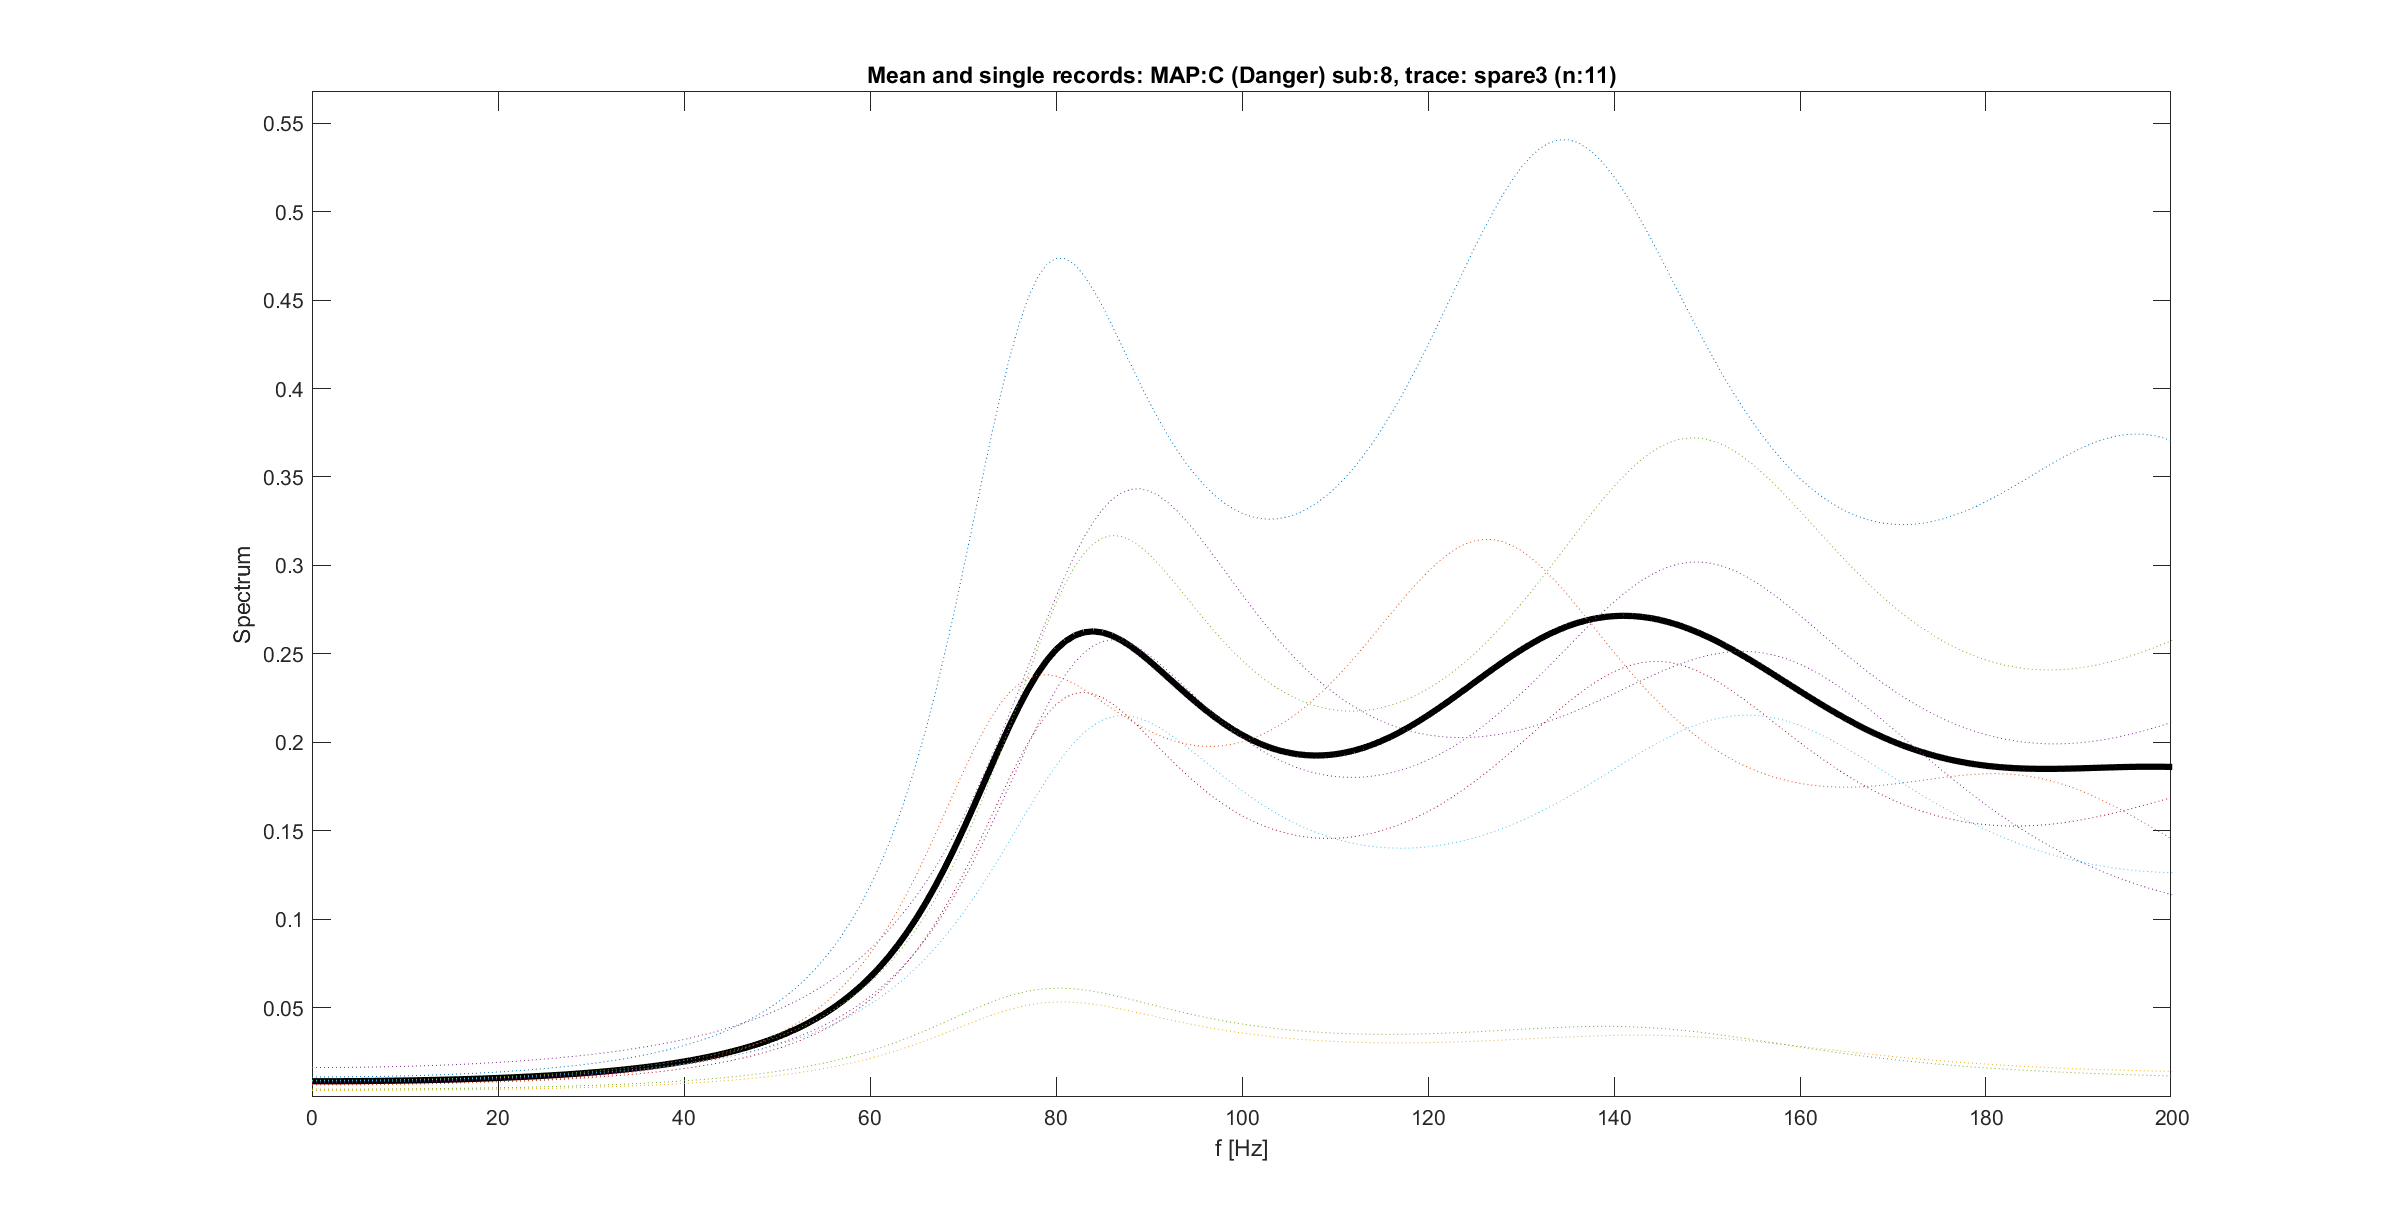 Mean and single records: MAP:C (Danger) sub:8, trace: spare3 (n:11)
0.55
0.5
0.45
0.4
0.35
0.3
0.25
0.2
0.15
0.1
0.05
Spectrum
0 20 40 60 80 100 120 140 160 180 200
f [Hz]